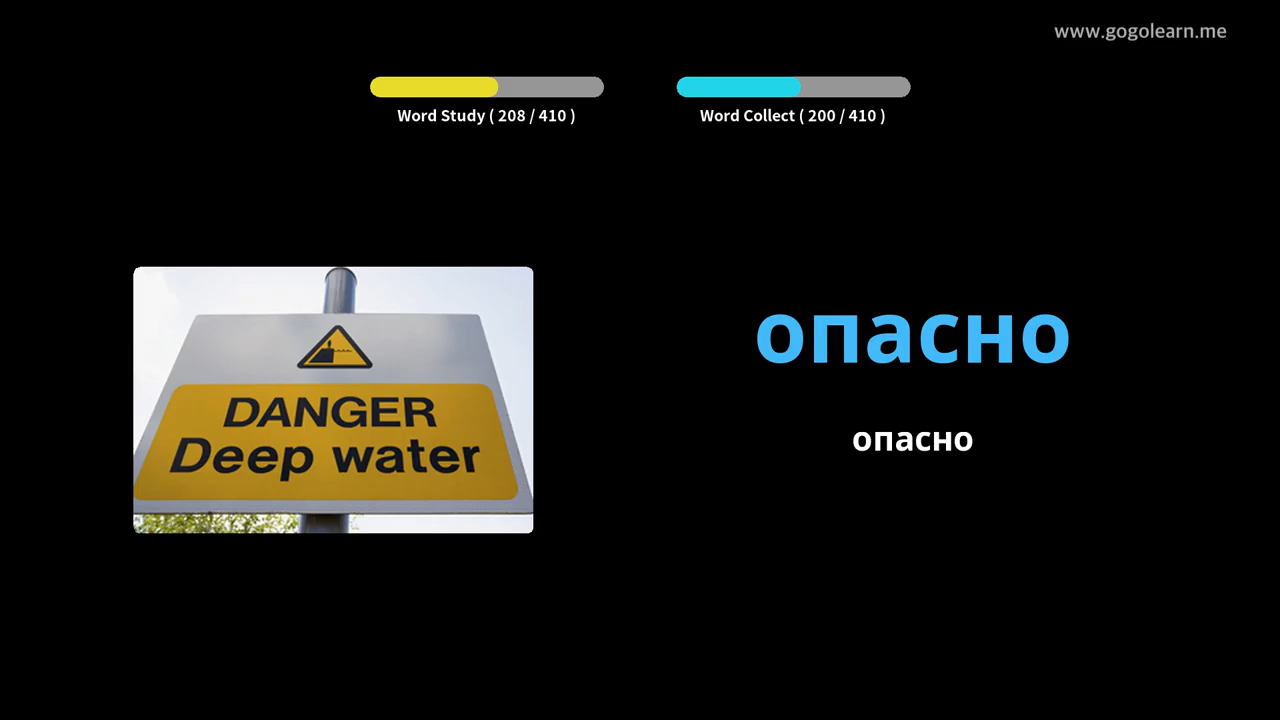 www.gogolearn.me
Word Study ( 208 / 410 )
Word Collect ( 200 / 410 )
DANGER
Deep water
опасно
опасно